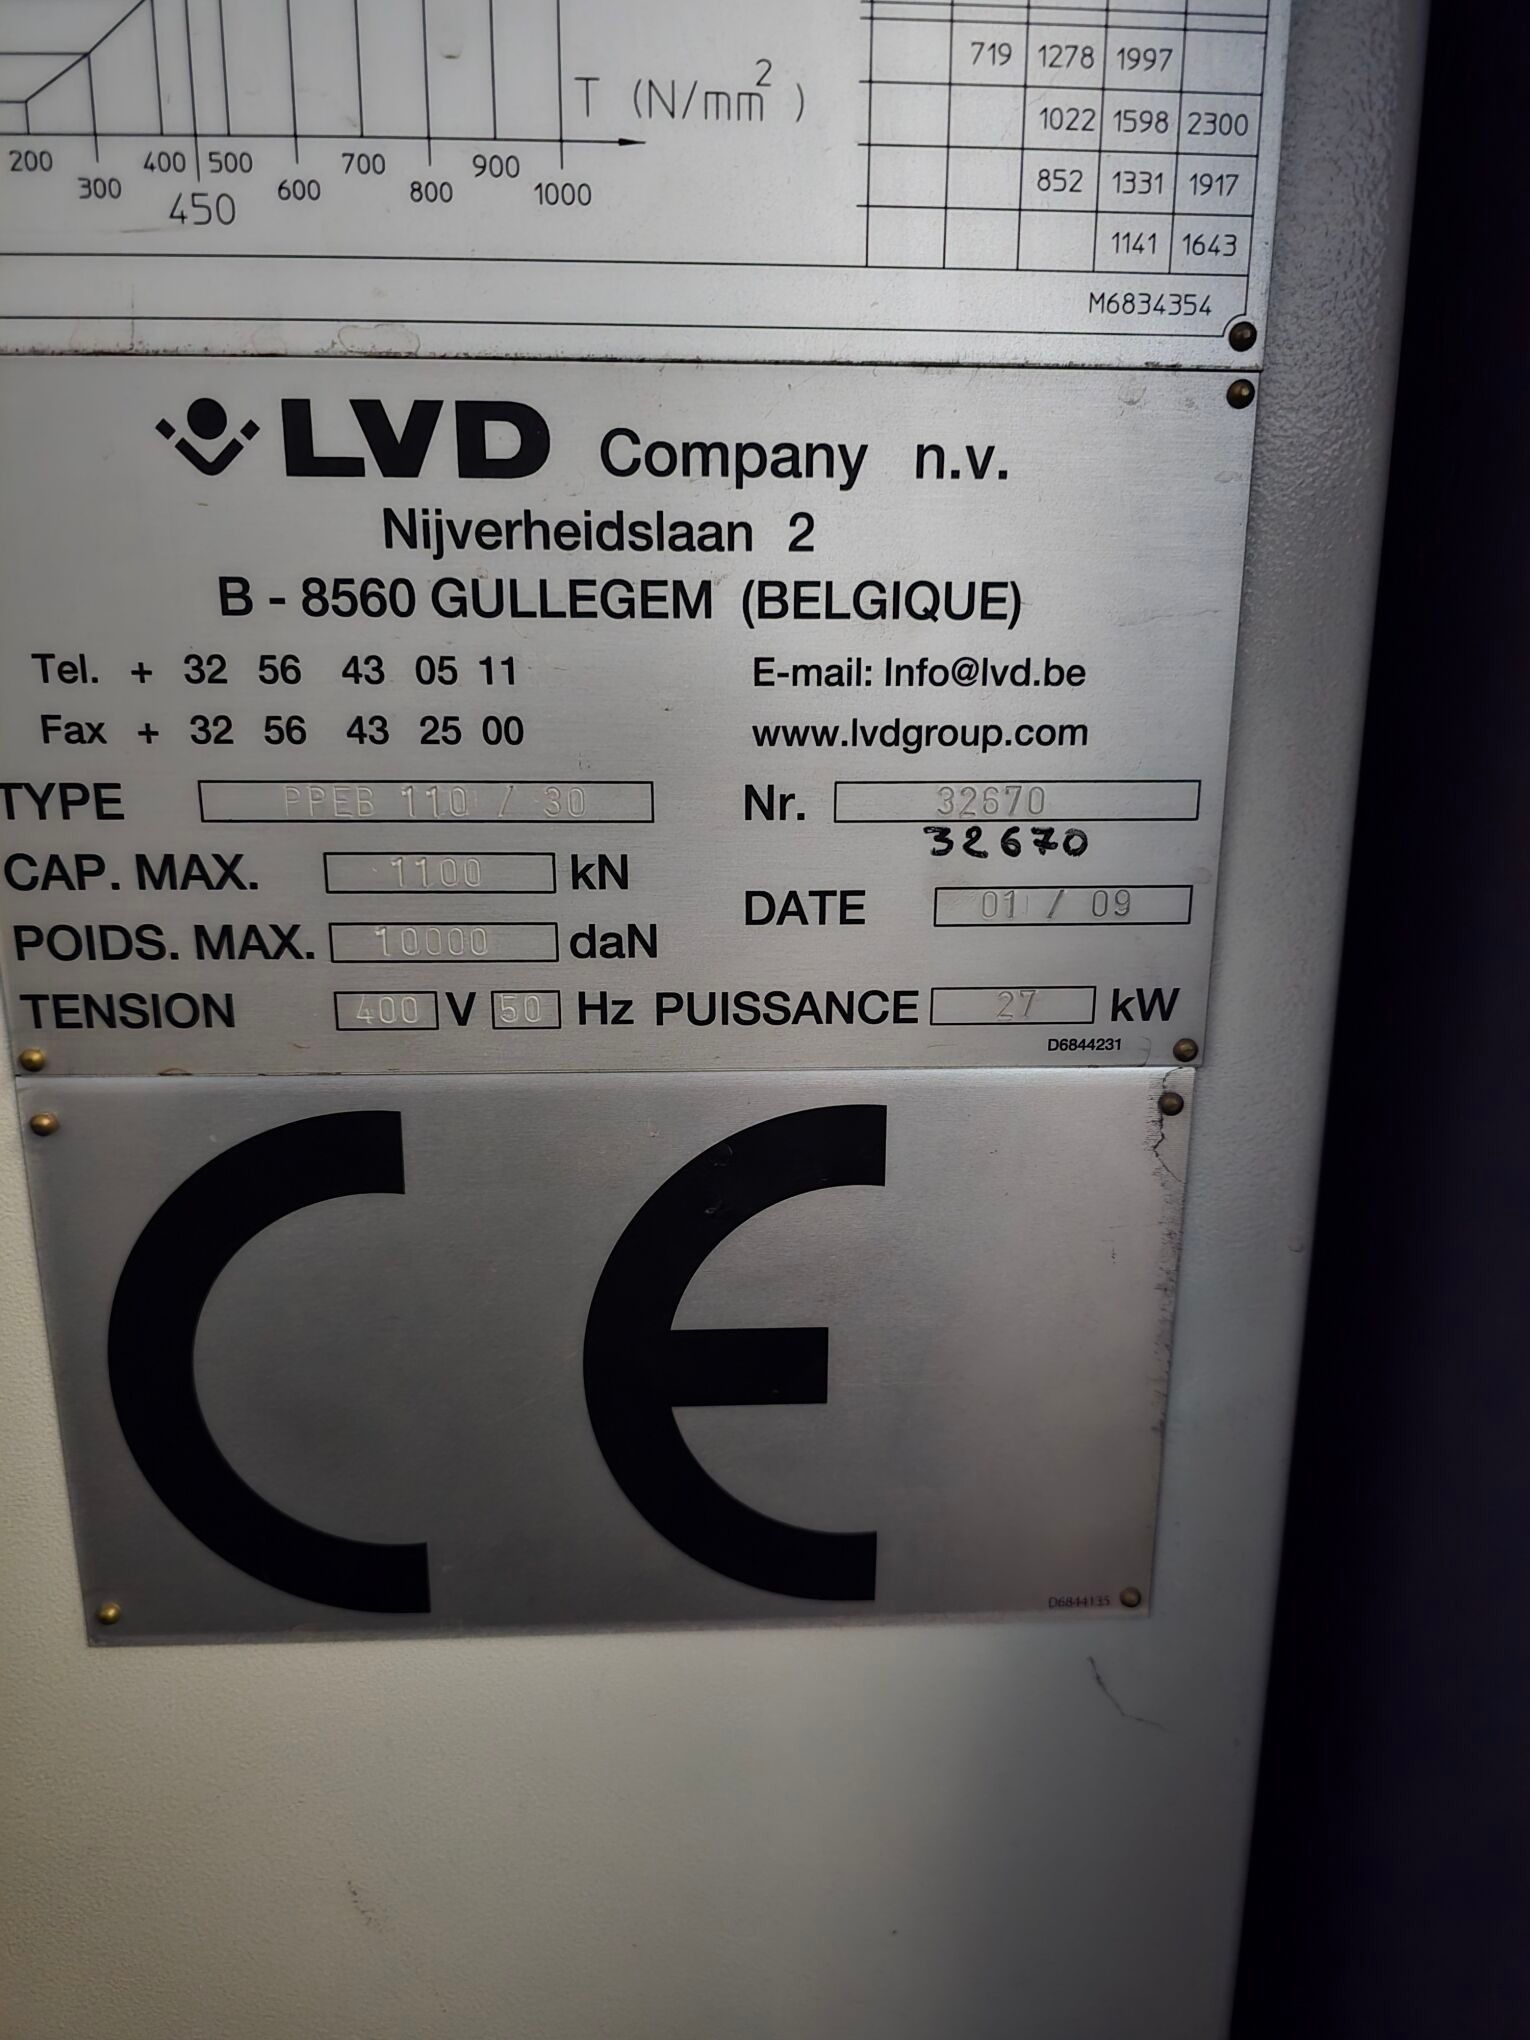 719 1278 1997
1022 1598 2300
852 1331 1917
1141 1643
T (N/mm²)
200 300 400 450 500 600 700 800 900 1000
M6834354
LVD Company n.v.
Nijverheidslaan 2
B - 8560 GULLEGEM (BELGIQUE)
Tel. + 32 56 43 05 11 E-mail: Info@lvd.be
Fax + 32 56 43 25 00 www.lvdgroup.com
TYPE PPEB 110 / 30 Nr. 32670
32670
CAP. MAX. 1100 kN
DATE 01 / 09
POIDS. MAX. 10000 daN
TENSION 400 V 50 Hz PUISSANCE 27 kW
D6844231
CE
D6844135